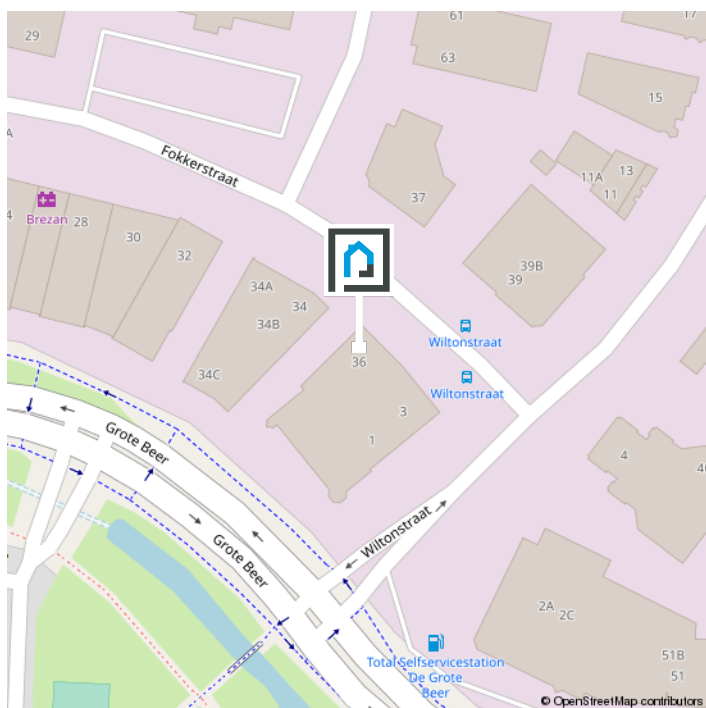 61
17
29
63
15
A
Fokkerstraat
13
11A
11
37
Brezan
4
28
30
32
39B
39
34A
34
34B
Wiltonstraat
36
34C
Wiltonstraat
3
1
Grote Beer
4
Wiltonstraat
Grote Beer
2A
2C
Total Selfservicestation
De Grote
Beer
51B
51
© OpenStreetMap contributors